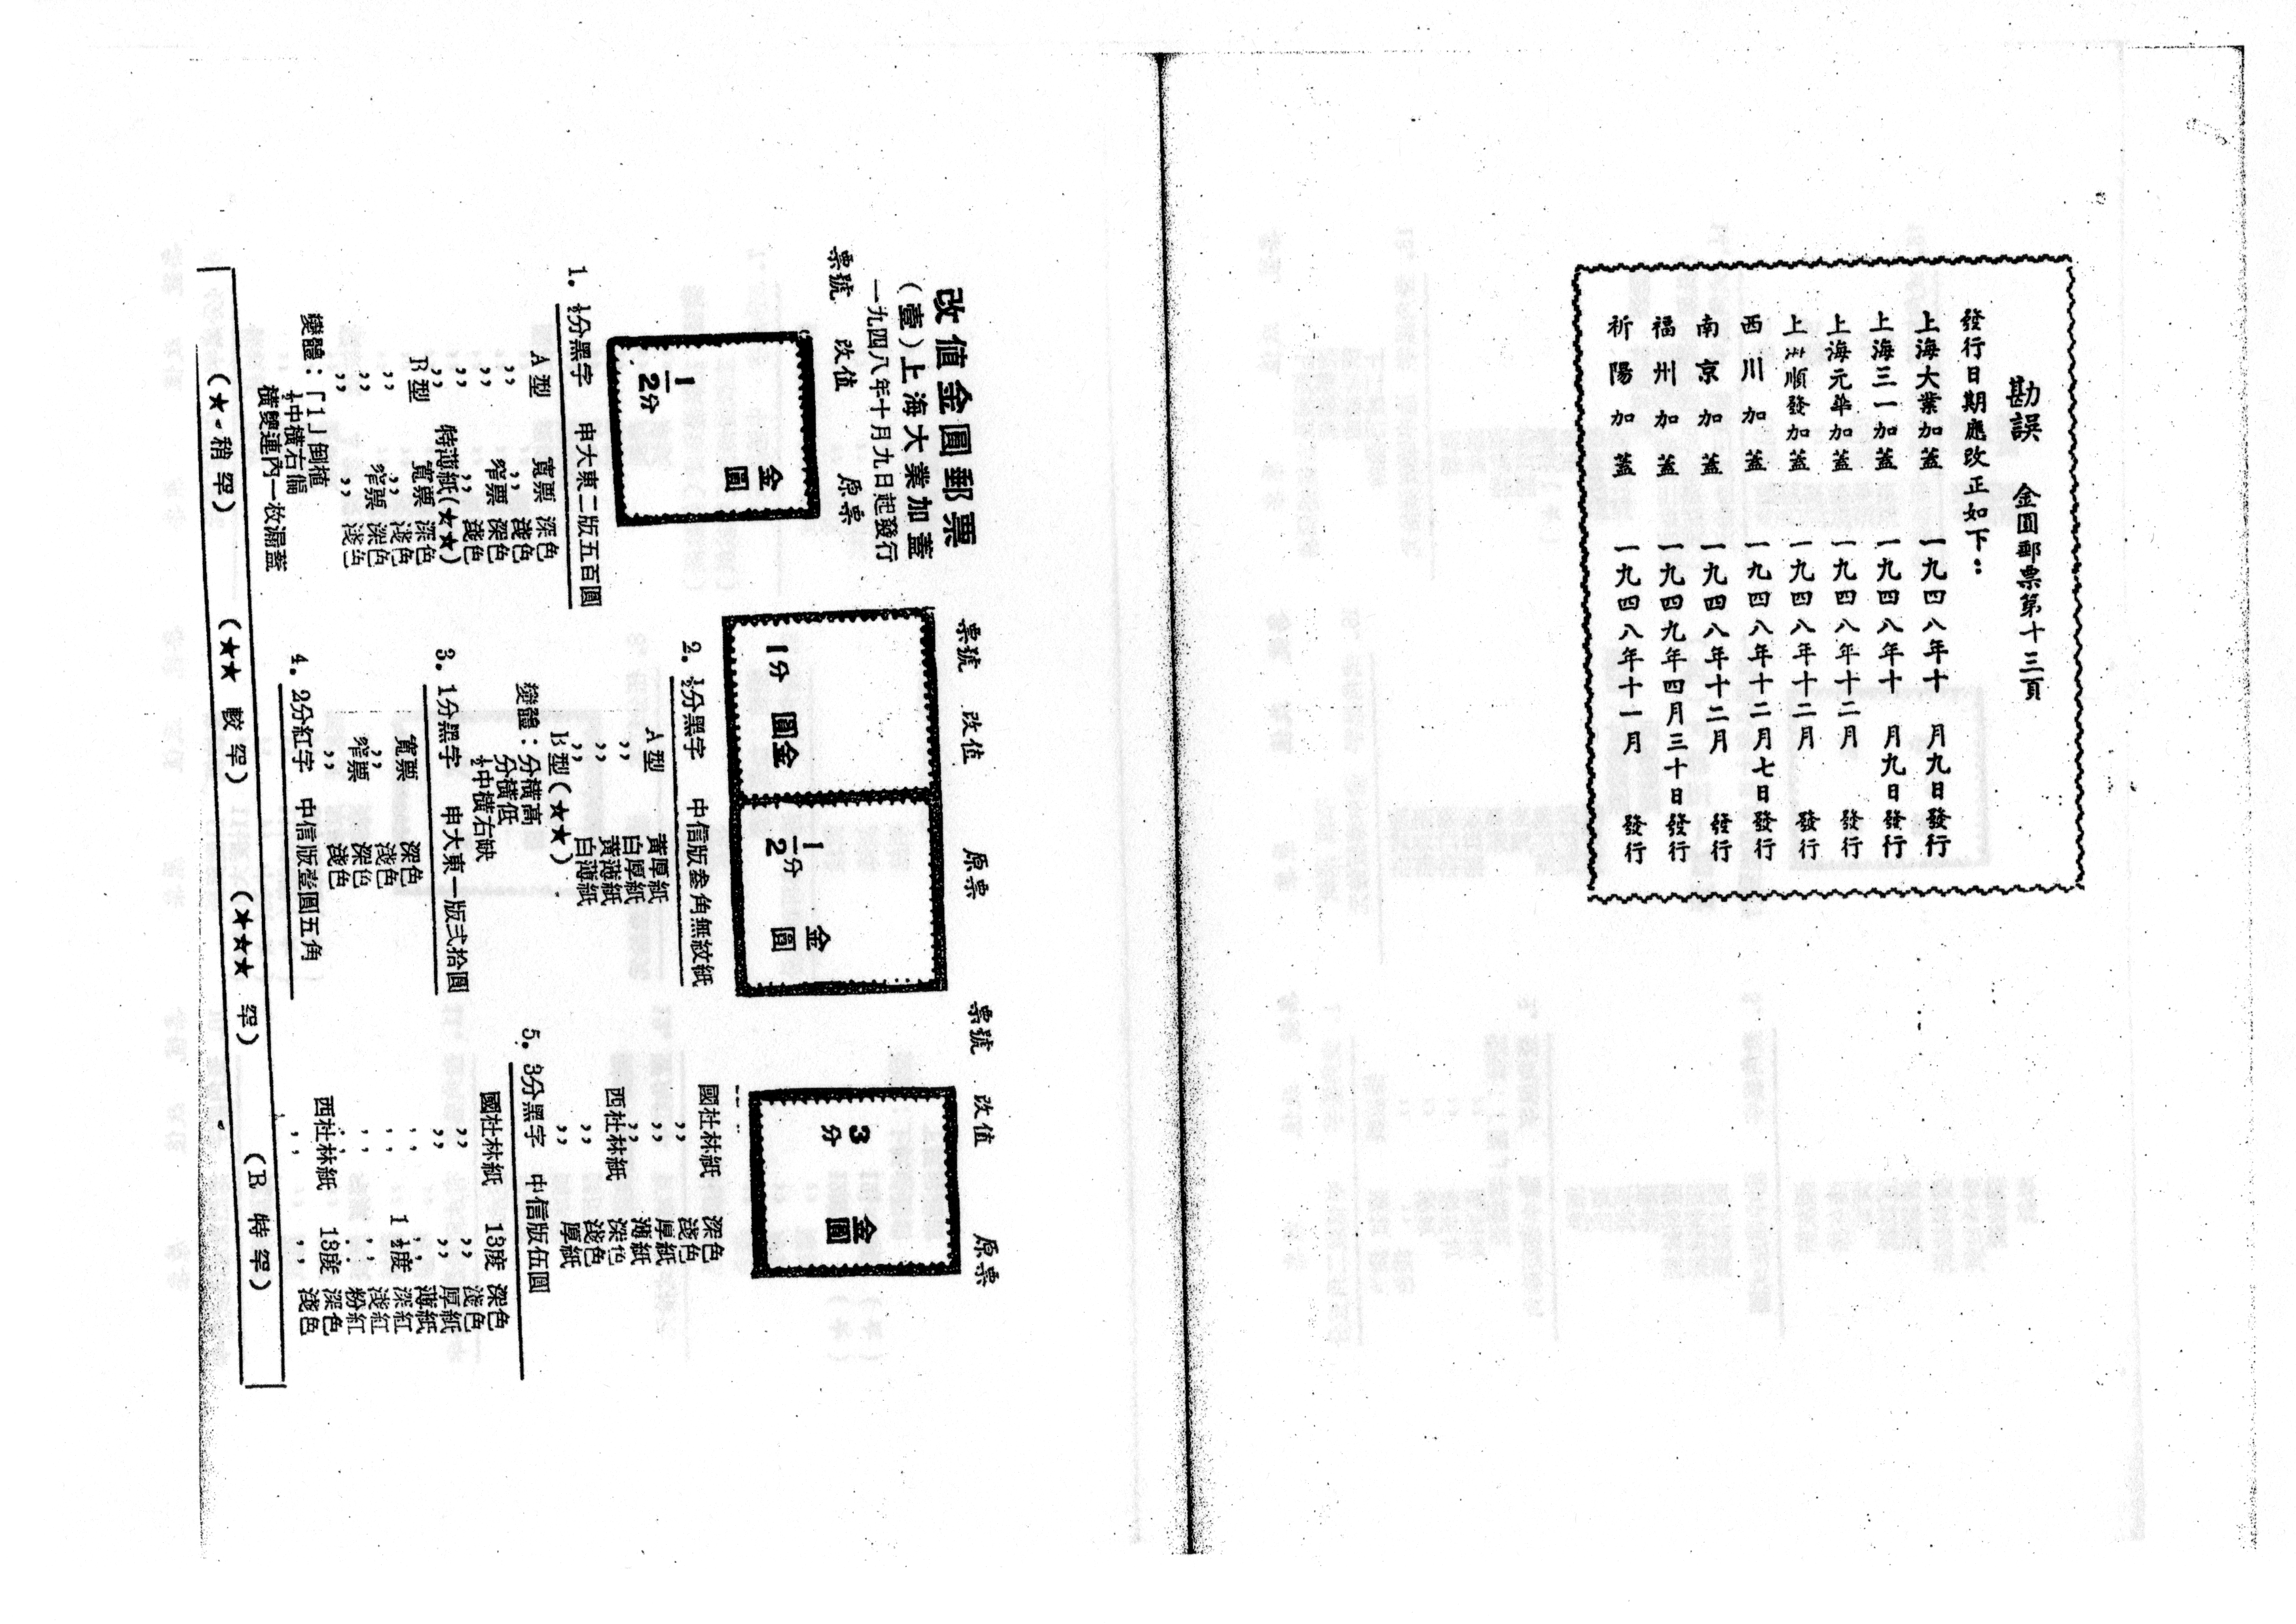 勘誤　金圓郵票第十三頁
發行日期應改正如下：
上海大業加蓋　一九四八年十月九日發行
上海三一加蓋　一九四八年十月九日發行
上海元華加蓋　一九四八年十二月發行
上海順發加蓋　一九四八年十二月發行
西川加蓋　一九四八年十二月七日發行
南京加蓋　一九四八年十二月發行
福州加蓋　一九四九年四月三十日發行
祈陽加蓋　一九四八年十一月發行
改值金圓郵票
（壹）上海大業加蓋
一九四八年十月九日起發行
票號　改值　原票
1/2分　金圓
1. ½分黑字　申大東二版五百圓
A型　寬票　深色
,,　,,　淺色
,,　窄票　深色
,,　,,　淺色
,,　特薄紙(★★)
B型　寬票　深色
,,　,,　淺色
,,　窄票　深色
,,　,,　淺色
變體：「1」倒植
½中橫右偏
橫雙連內一枚漏蓋
票號　改值　原票
1分　圓金
1/2分　金圓
2. ½分黑字　中信版叁角無紋紙
A型　黃厚紙
,,　白厚紙
,,　黃薄紙
,,　白薄紙
B型(★★)
變體：分橫高
分橫低
½中橫右缺
3. 1分黑字　申大東一版弍拾圓
寬票　深色
,,　淺色
窄票　深色
,,　淺色
4. 2分紅字　中信版壹圓五角
票號　改值　原票
3分　金圓
國杜林紙　深色
,,　淺色
,,　厚紙
,,　薄紙
西杜林紙　深色
,,　淺色
,,　厚紙
5. 3分黑字　中信版伍圓
國杜林紙　13度　深色
,,　,,　淺色
,,　,,　厚紙
,,　,,　薄紙
,,　1 ½度　深紅
,,　,,　淺紅
,,　,,　粉紅
西杜林紙　13度　深色
,,　,,　淺色
(★-稍罕)　(★★ 較罕)　(★★★ 罕)　(R 特罕)